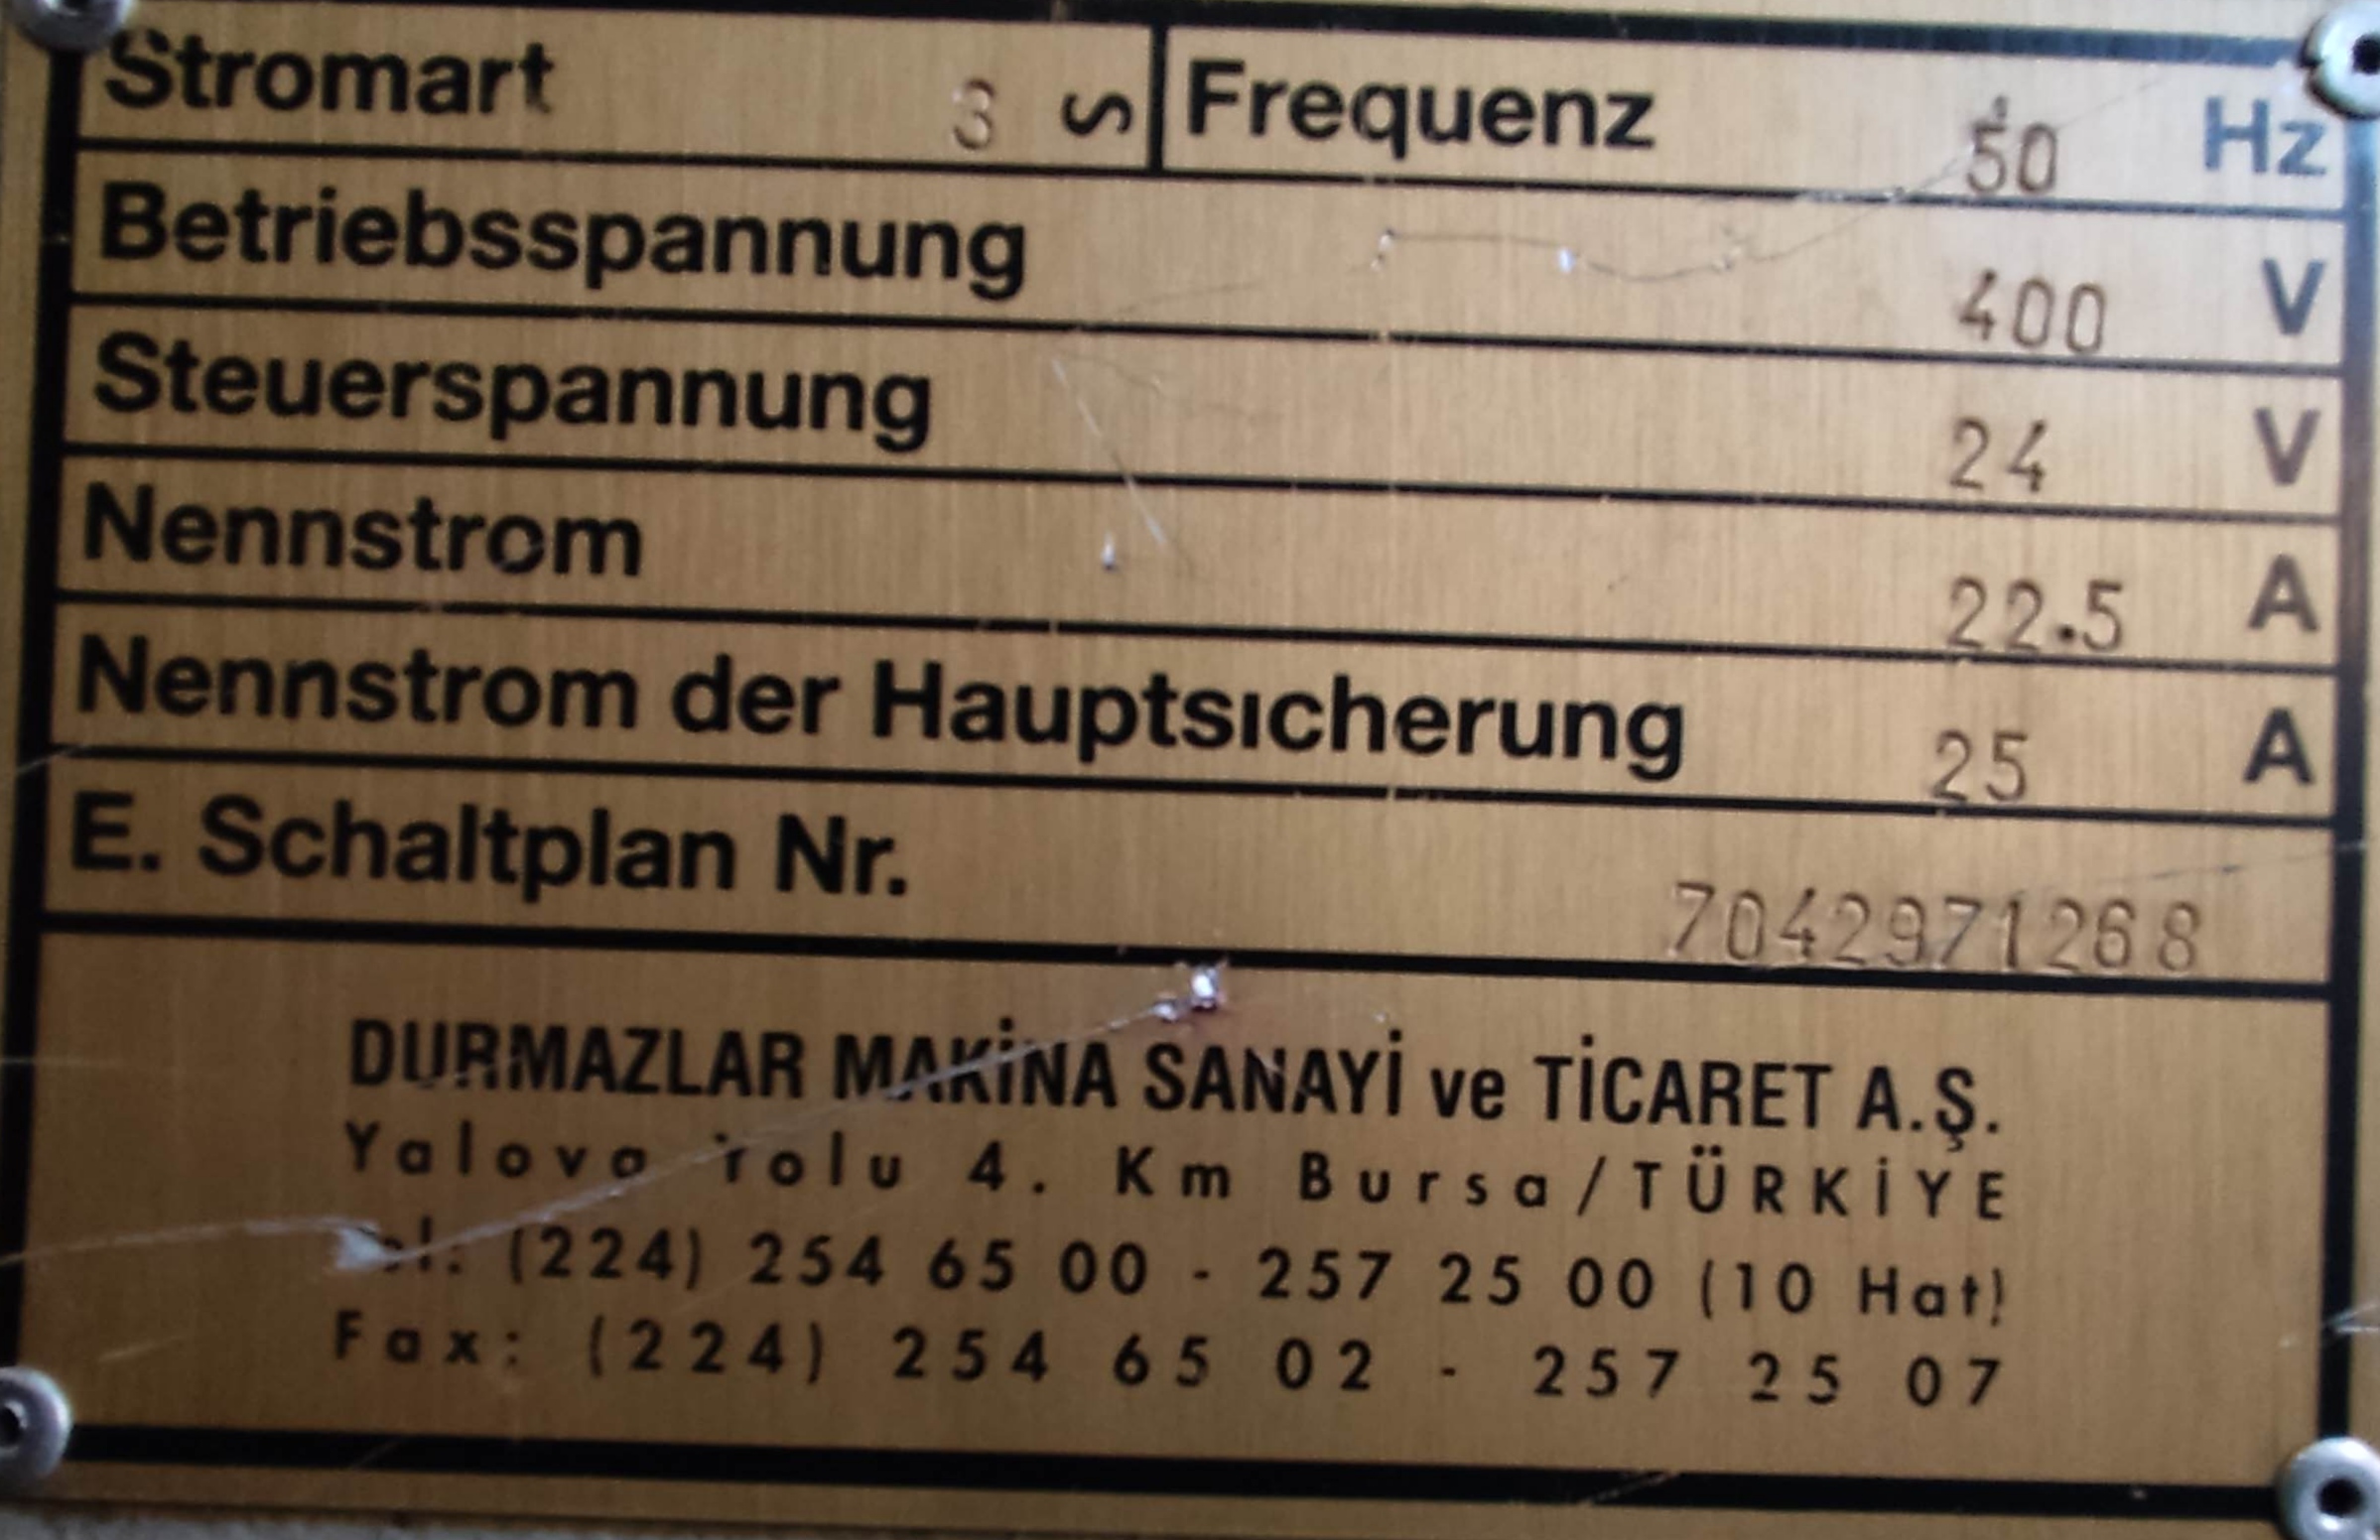 Stromart 3 ∿ Frequenz 50 Hz
Betriebsspannung 400 V
Steuerspannung 24 V
Nennstrom 22.5 A
Nennstrom der Hauptsıcherung 25 A
E. Schaltplan Nr. 7042971268
DURMAZLAR MAKİNA SANAYİ ve TİCARET A.Ş.
Yalova Yolu 4. Km Bursa/TÜRKİYE
Tel: (224) 254 65 00 - 257 25 00 (10 Hat)
Fax: (224) 254 65 02 - 257 25 07